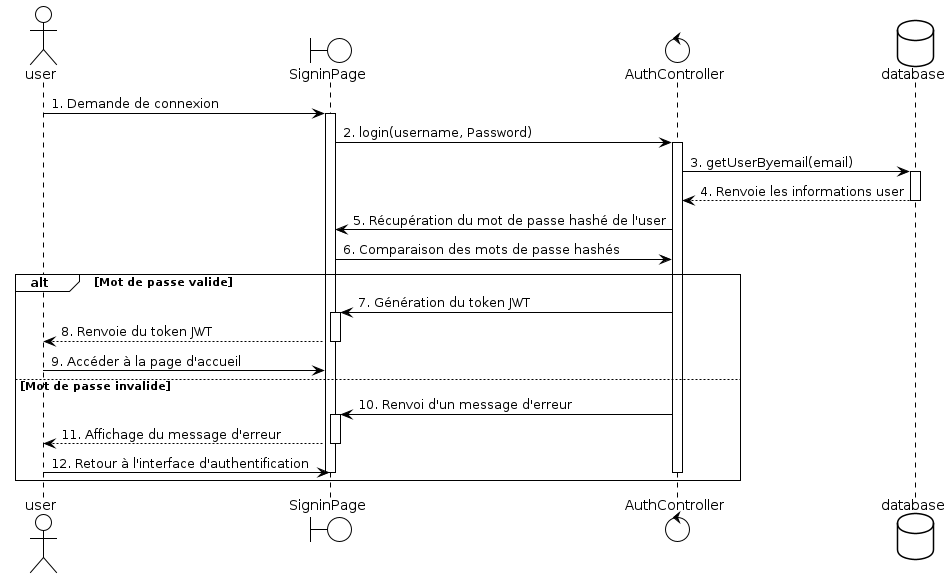 user
SigninPage
AuthController
database
1. Demande de connexion
2. login(username, Password)
3. getUserByemail(email)
4. Renvoie les informations user
5. Récupération du mot de passe hashé de l'user
6. Comparaison des mots de passe hashés
alt [Mot de passe valide]
7. Génération du token JWT
8. Renvoie du token JWT
9. Accéder à la page d'accueil
[Mot de passe invalide]
10. Renvoi d'un message d'erreur
11. Affichage du message d'erreur
12. Retour à l'interface d'authentification
user
SigninPage
AuthController
database